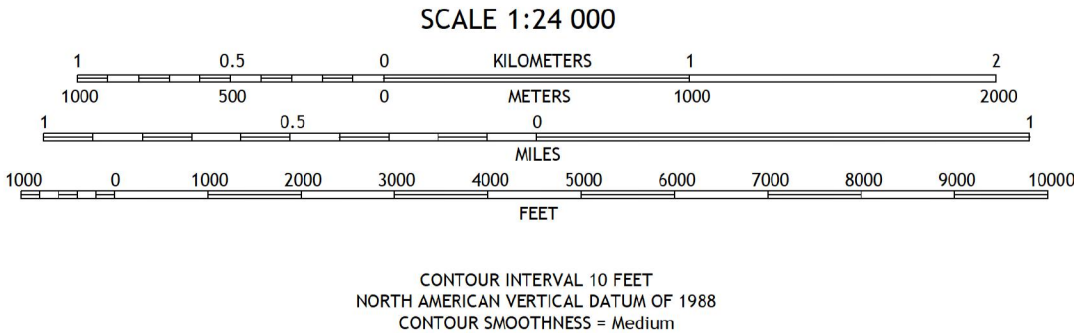 SCALE 1:24 000
1 0.5 0 KILOMETERS 1 2
1000 500 0 METERS 1000 2000
1 0.5 0 1
MILES
1000 0 1000 2000 3000 4000 5000 6000 7000 8000 9000 10000
FEET
CONTOUR INTERVAL 10 FEET
NORTH AMERICAN VERTICAL DATUM OF 1988
CONTOUR SMOOTHNESS = Medium